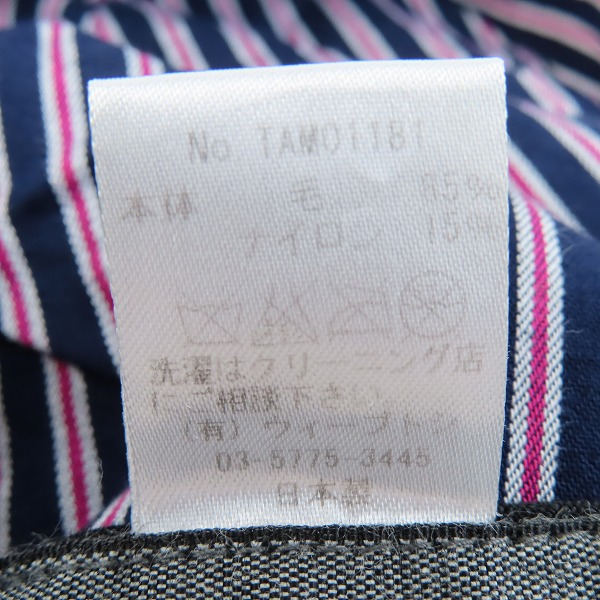 No TAM01181
本体 毛 85%
ナイロン 15%
洗濯はクリーニング店
にご相談下さい。
(有)ウィーブトシ
03-5775-3445
日本製